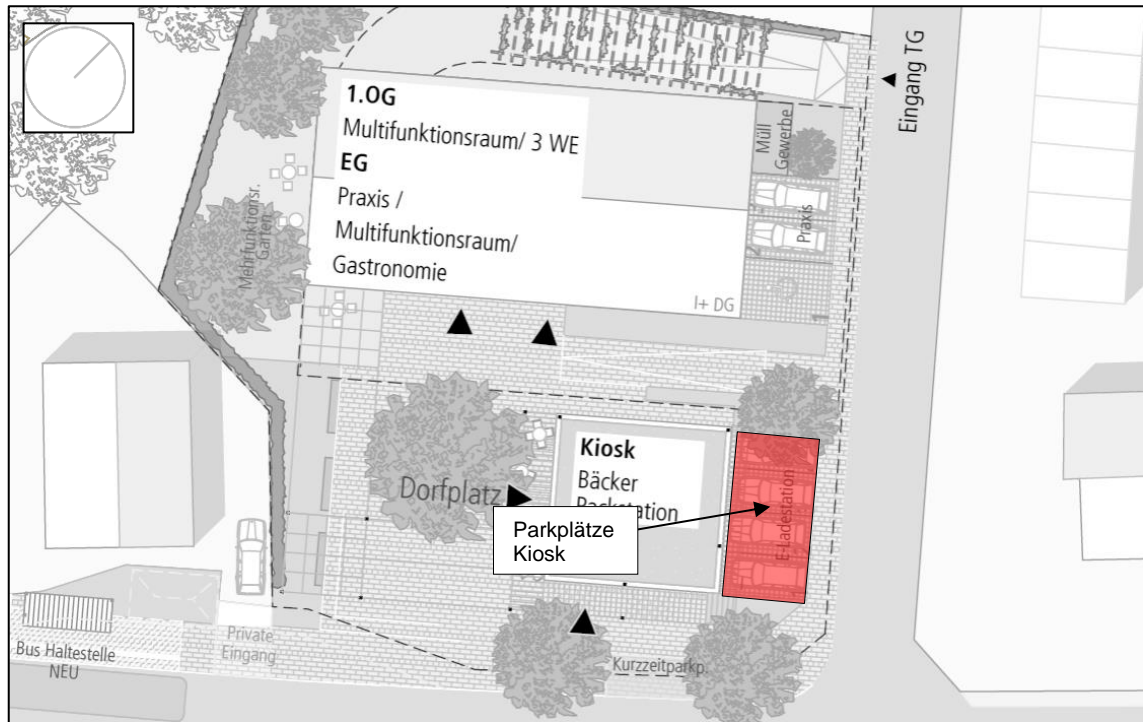 1.OG
Multifunktionsraum/ 3 WE
EG
Praxis /
Multifunktionsraum/
Gastronomie
I+ DG
Eingang TG
Müll
Gewerbe
Praxis
Mehrfunktionsr.
Garten
Dorfplatz
Kiosk
Bäcker
Packstation
Parkplätze
Kiosk
E-Ladestation
Private
Eingang
Bus Haltestelle
NEU
Kurzzeitparkp.